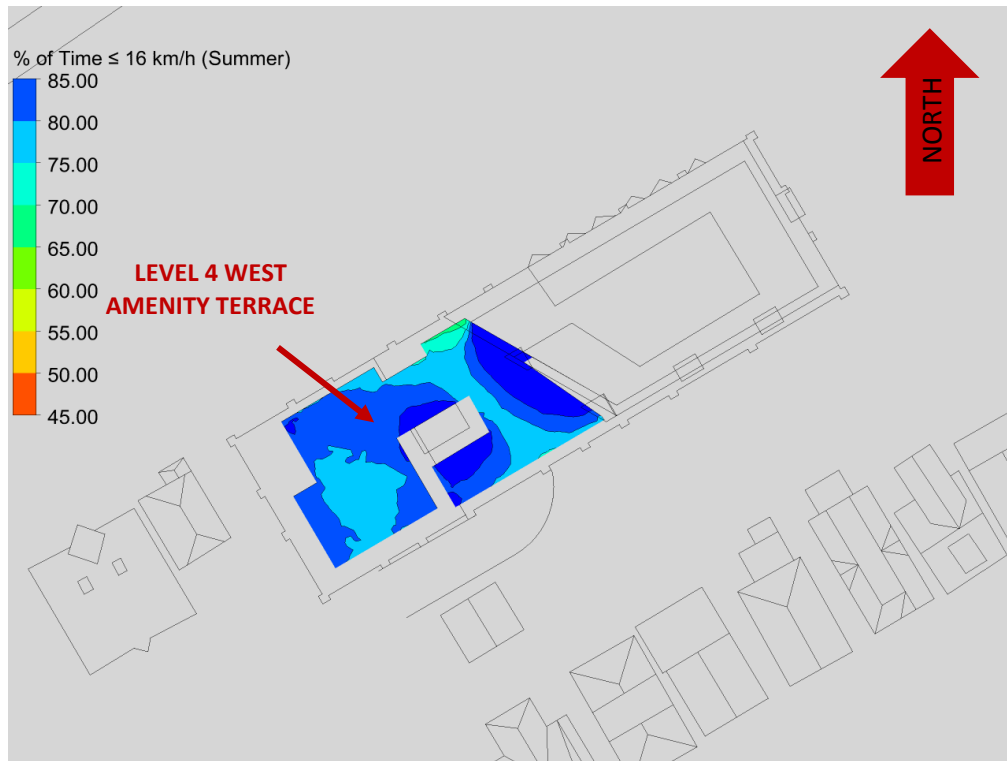 % of Time ≤ 16 km/h (Summer)
85.00
80.00
75.00
70.00
65.00
60.00
55.00
50.00
45.00
NORTH
LEVEL 4 WEST
AMENITY TERRACE